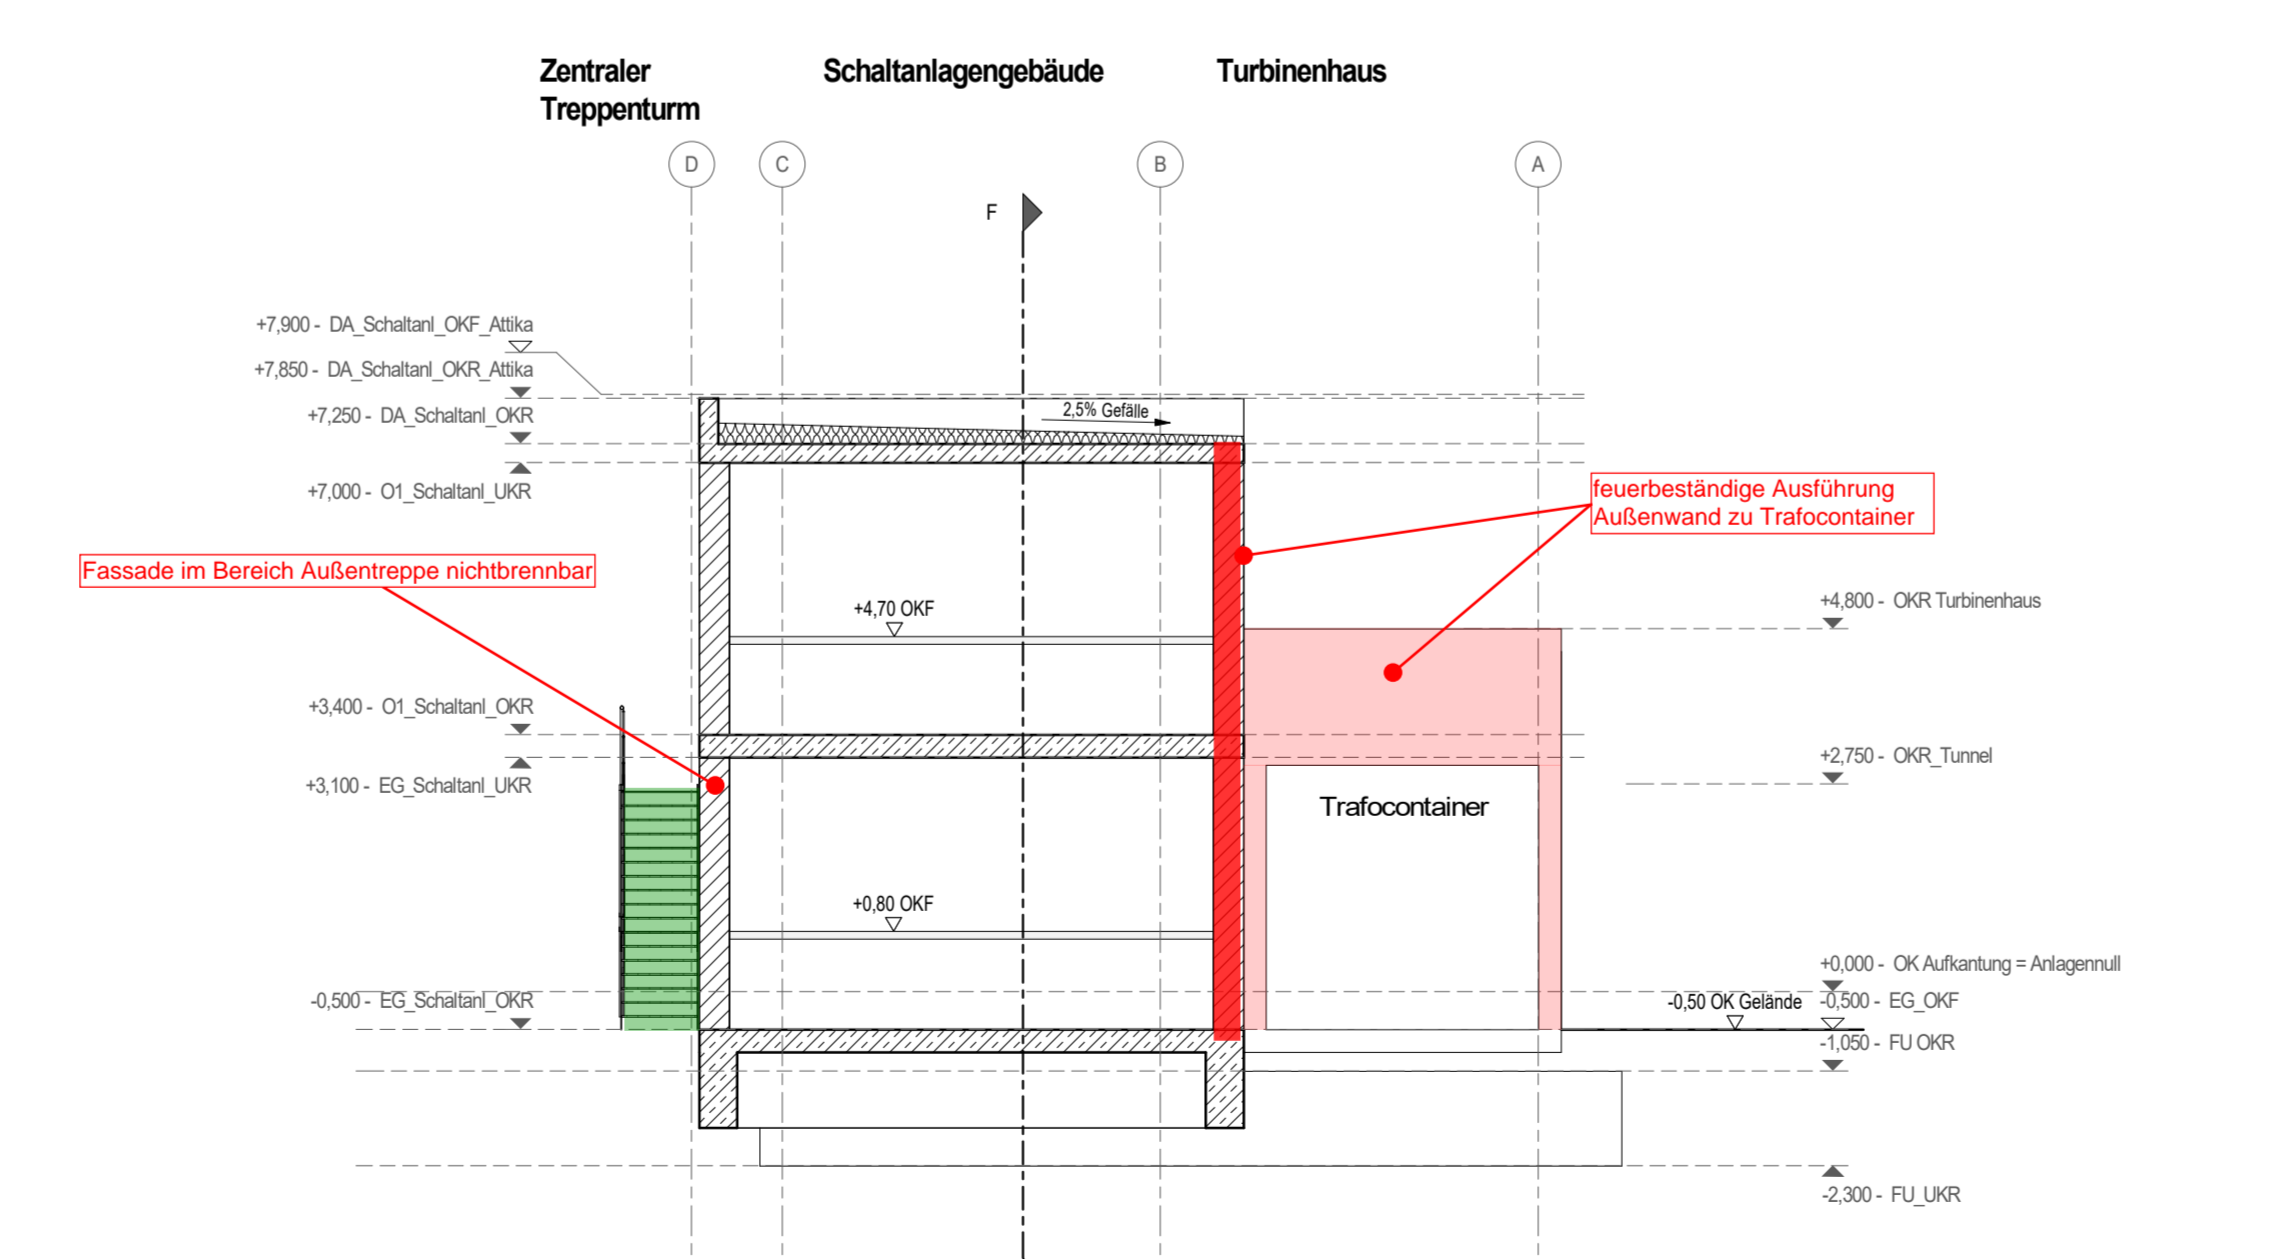 Zentraler
Treppenturm
Schaltanlagengebäude
Turbinenhaus
D
C
B
A
F
+7,900 - DA_Schaltanl_OKF_Attika
+7,850 - DA_Schaltanl_OKR_Attika
+7,250 - DA_Schaltanl_OKR
2,5% Gefälle
+7,000 - O1_Schaltanl_UKR
feuerbeständige Ausführung
Außenwand zu Trafocontainer
Fassade im Bereich Außentreppe nichtbrennbar
+4,70 OKF
+4,800 - OKR Turbinenhaus
+3,400 - O1_Schaltanl_OKR
+2,750 - OKR_Tunnel
+3,100 - EG_Schaltanl_UKR
Trafocontainer
+0,80 OKF
+0,000 - OK Aufkantung = Anlagennull
-0,500 - EG_Schaltanl_OKR
-0,50 OK Gelände
-0,500 - EG_OKF
-1,050 - FU OKR
-2,300 - FU_UKR